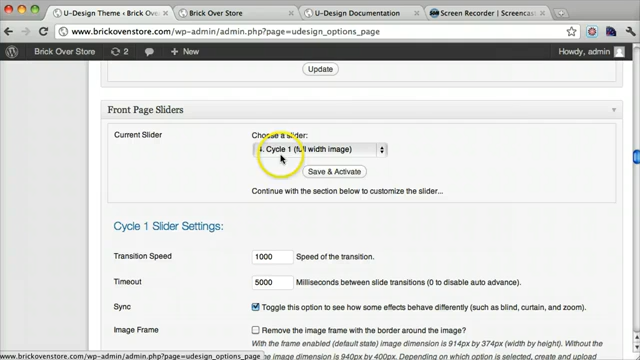 U-Design Theme ‹ Brick Ov
Brick Over Store
U-Design Documentation
Screen Recorder | Screencast
www.brickovenstore.com/wp-admin/admin.php?page=udesign_options_page
Brick Over Store
2
+ New
Howdy, admin
Update
Front Page Sliders
Current Slider
Choose a slider:
4. Cycle 1 (full width image)
Save & Activate
Continue with the section below to customize the slider...
Cycle 1 Slider Settings:
Transition Speed
1000
Speed of the transition.
Timeout
5000
Milliseconds between slide transitions (0 to disable auto advance).
Sync
Toggle this option to see how some effects behave differently (such as blind, curtain, and zoom).
Image Frame
Remove the image frame with the border around the image?
With the frame enabled (default state) image dimension is 914px by 374px (width by height). Without the
image dimension is 940px by 400px. Depending on which option is selected, create and upload
www.brickovenstore.com/wp-admin/admin.php?page=udesign_options_page